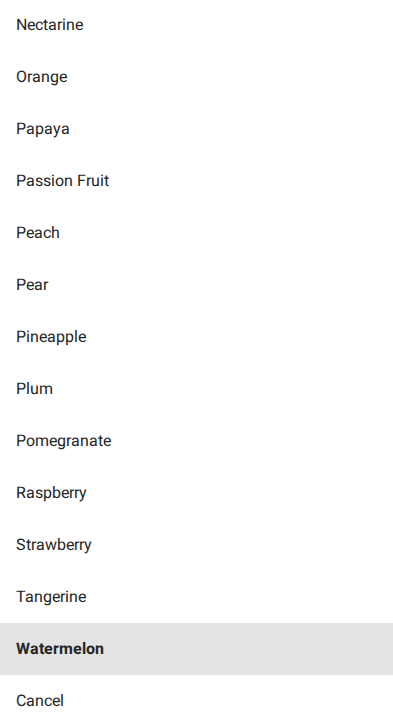 Nectarine
Orange
Papaya
Passion Fruit
Peach
Pear
Pineapple
Plum
Pomegranate
Raspberry
Strawberry
Tangerine
Watermelon
Cancel